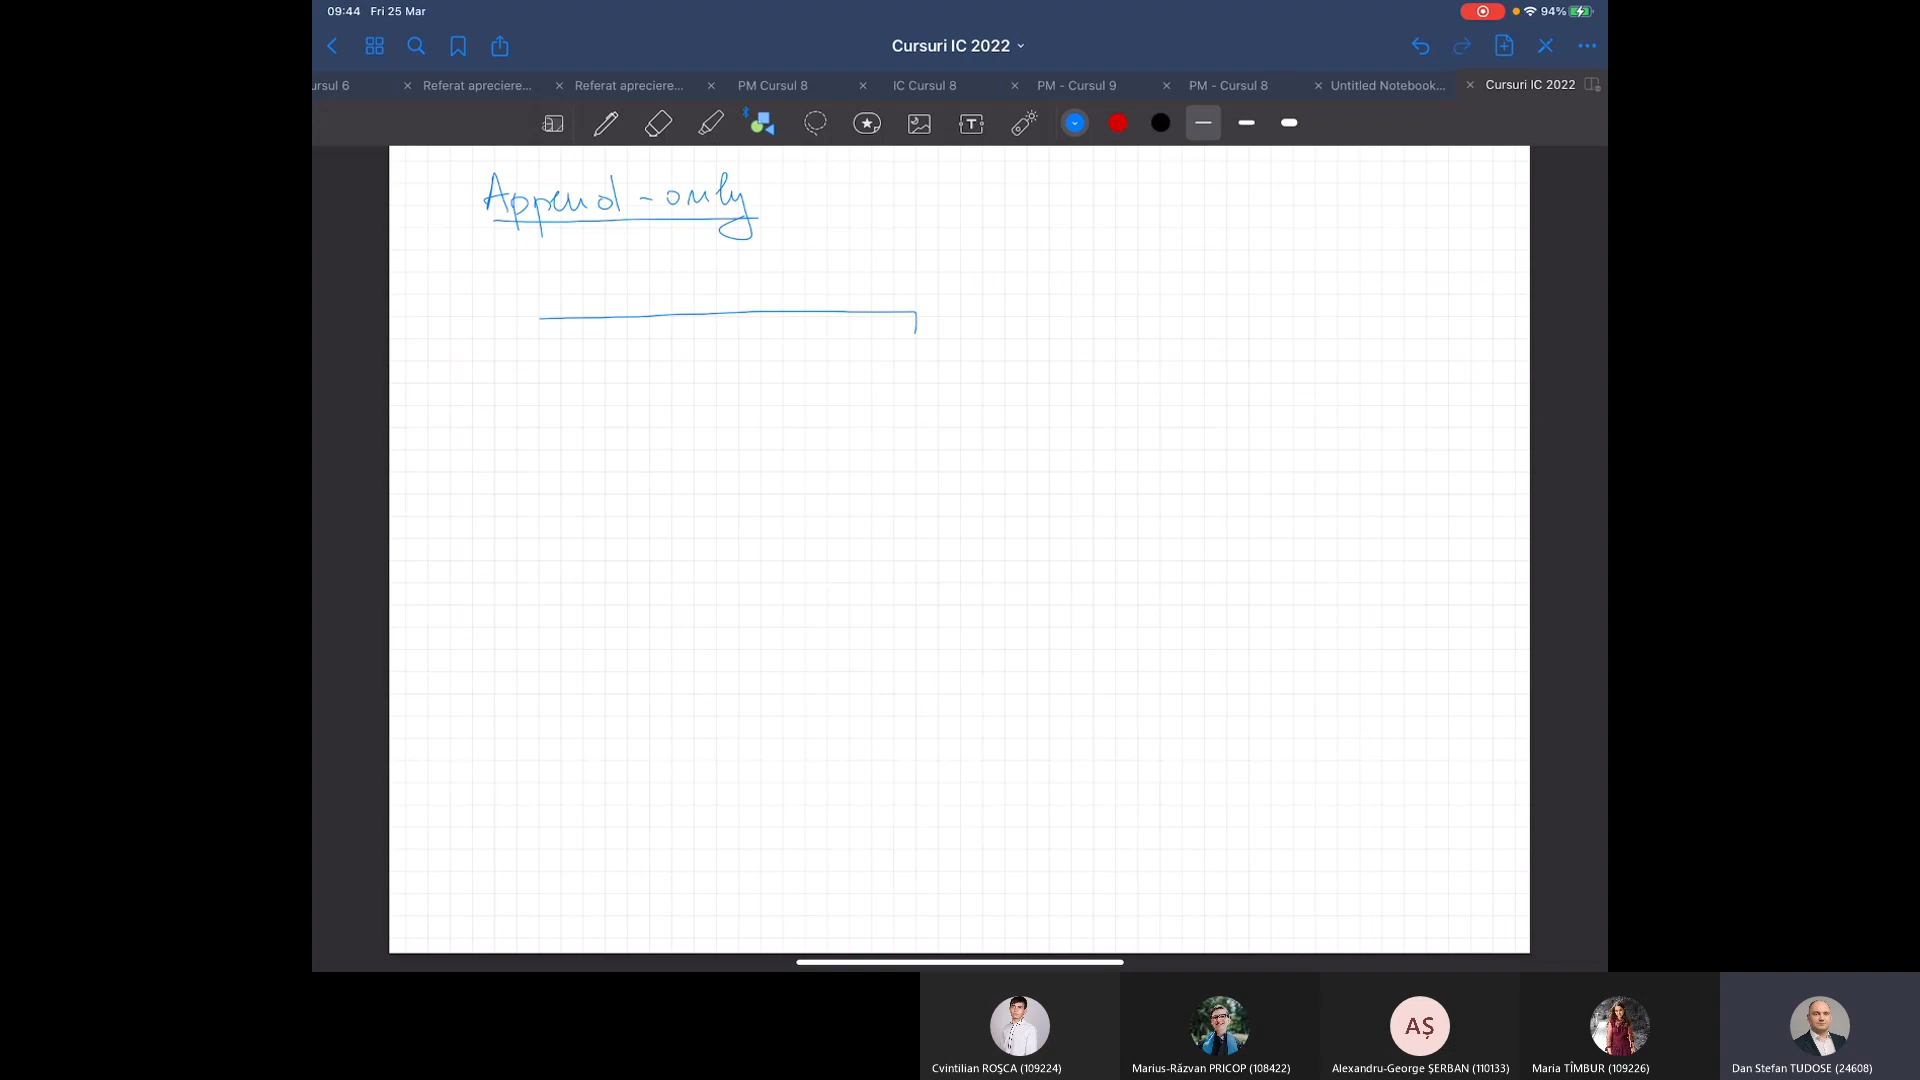 09:44 Fri 25 Mar
94%
Cursuri IC 2022
ursul 6
Referat apreciere...
Referat apreciere...
PM Cursul 8
IC Cursul 8
PM - Cursul 9
PM - Cursul 8
Untitled Notebook...
Cursuri IC 2022
T
Append - only
AȘ
Cvintilian ROȘCA (109224)
Marius-Răzvan PRICOP (108422)
Alexandru-George ȘERBAN (110133)
Maria TÎMBUR (109226)
Dan Stefan TUDOSE (24608)